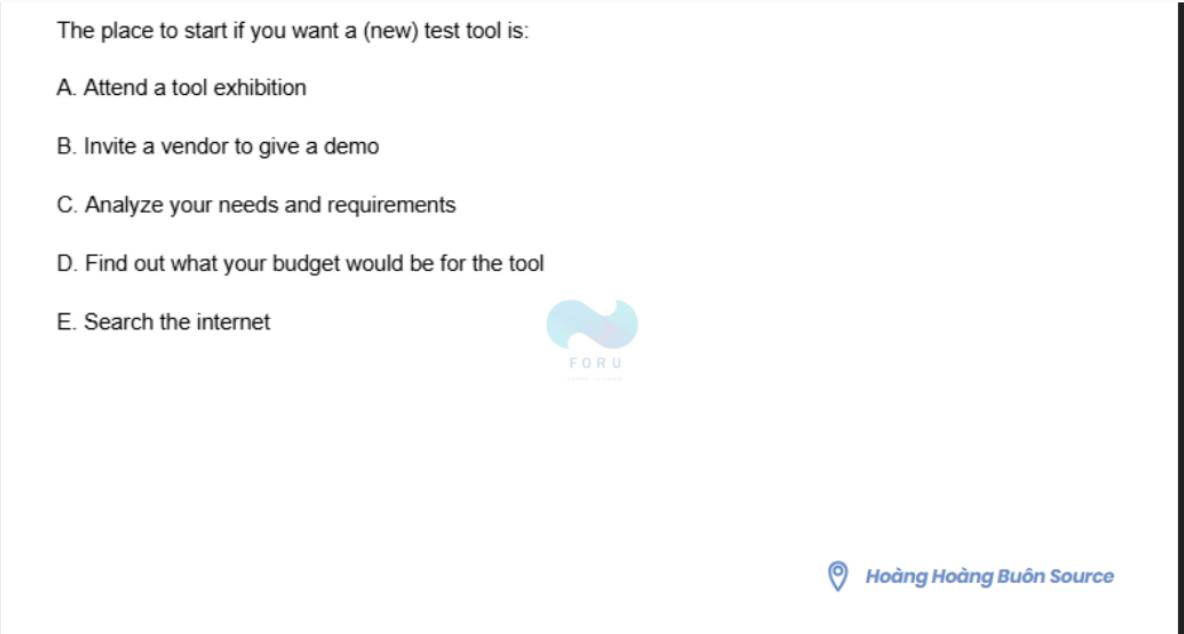 The place to start if you want a (new) test tool is:
A. Attend a tool exhibition
B. Invite a vendor to give a demo
C. Analyze your needs and requirements
D. Find out what your budget would be for the tool
E. Search the internet
FORU
Hoàng Hoàng Buôn Source